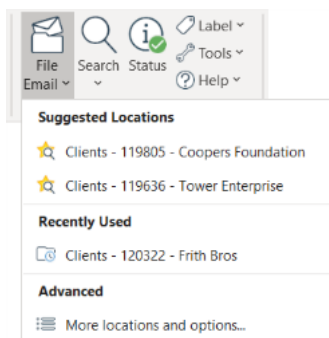 File Email
Search
Status
Label
Tools
Help
Suggested Locations
Clients - 119805 - Coopers Foundation
Clients - 119636 - Tower Enterprise
Recently Used
Clients - 120322 - Frith Bros
Advanced
More locations and options...